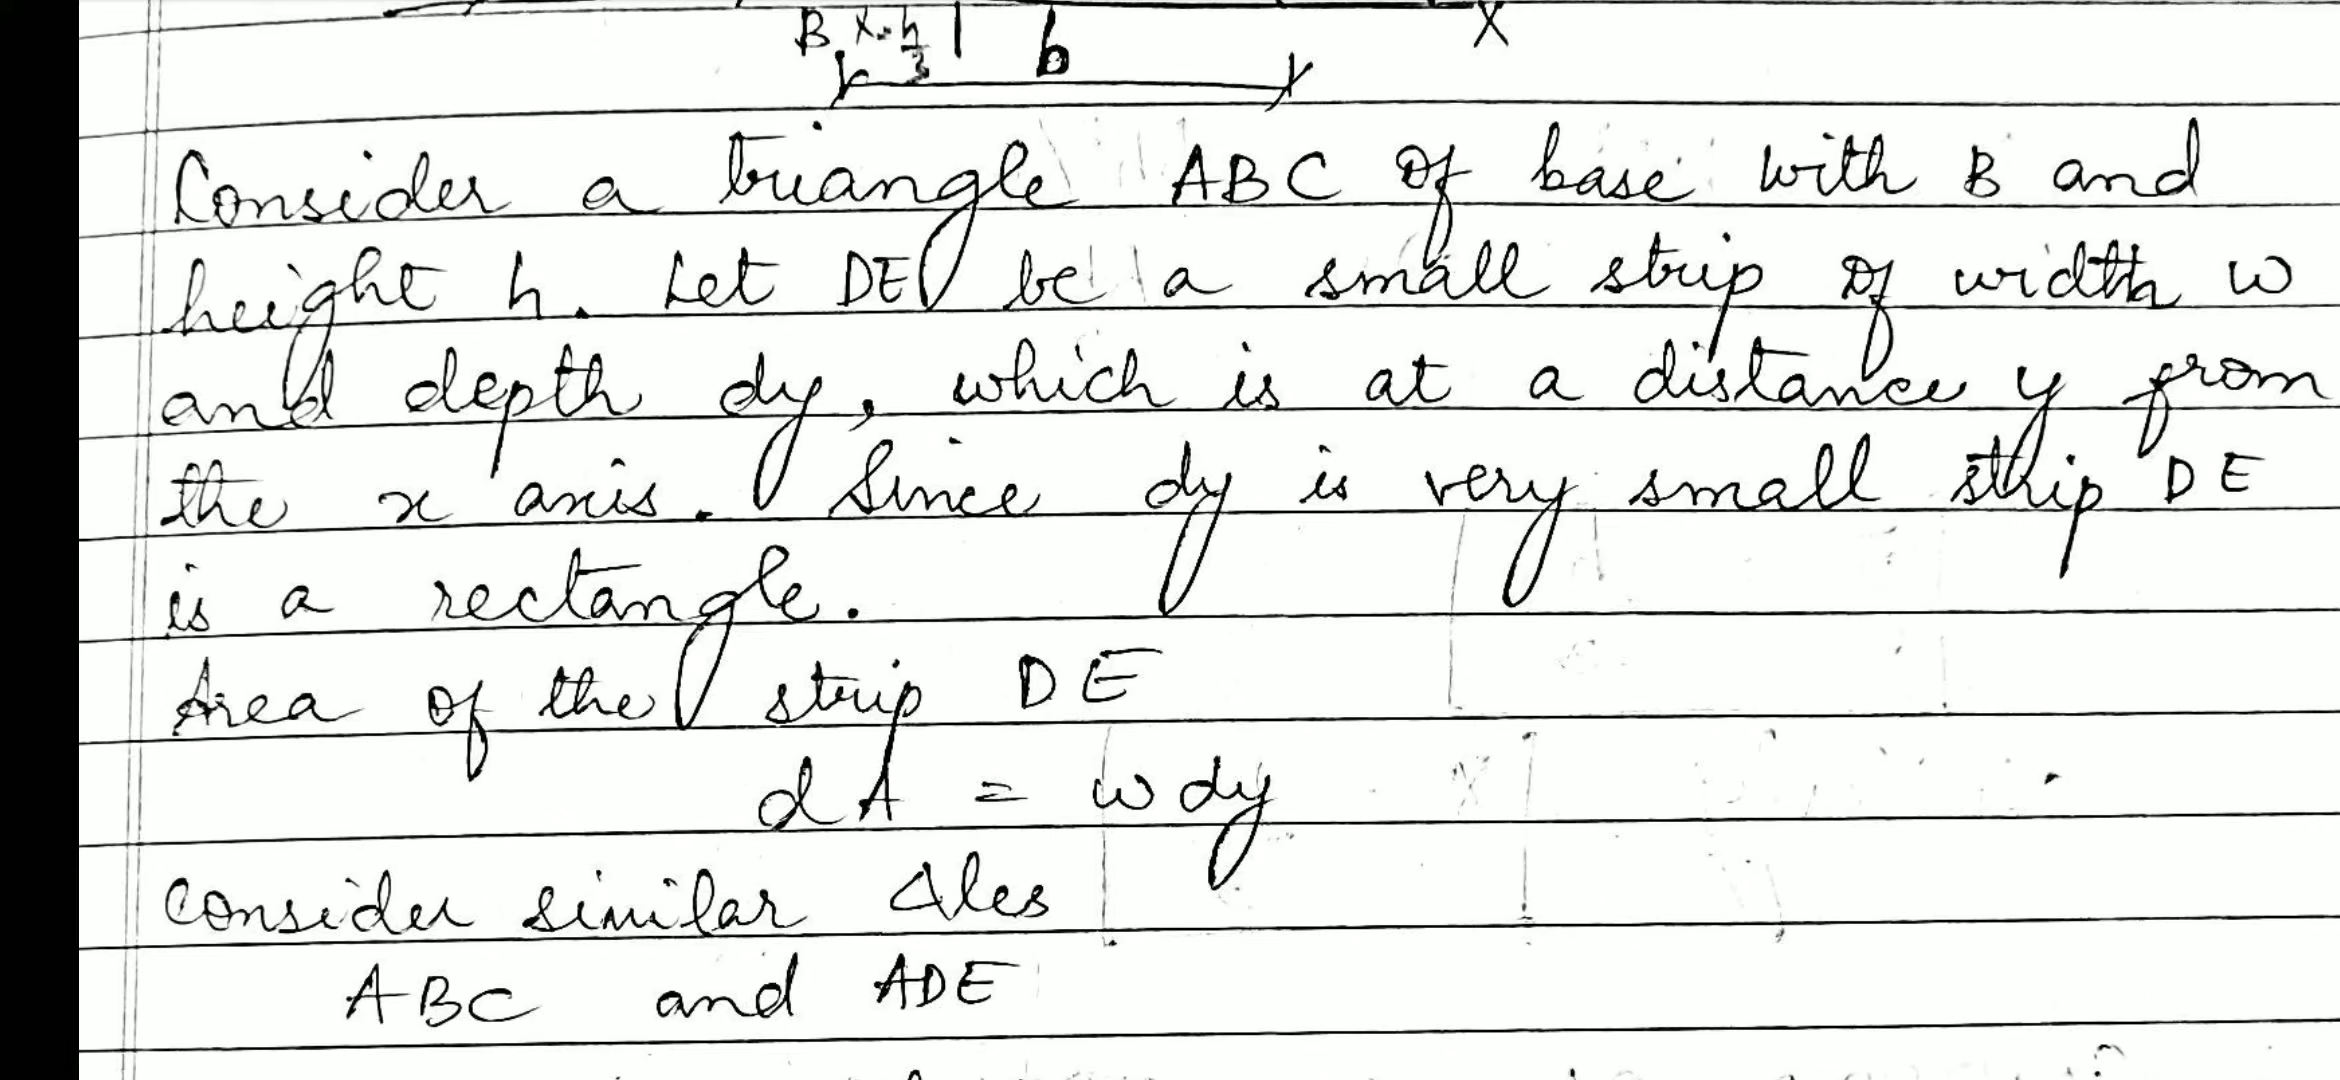 B x=h/3 b X
Consider a triangle ABC of base with B and
height h. Let DE be a small strip of width w
and depth dy, which is at a distance y from
the x axis. Since dy is very small strip DE
is a rectangle.
Area of the strip DE
dA = w dy
Consider similar Δles
ABC and ADE